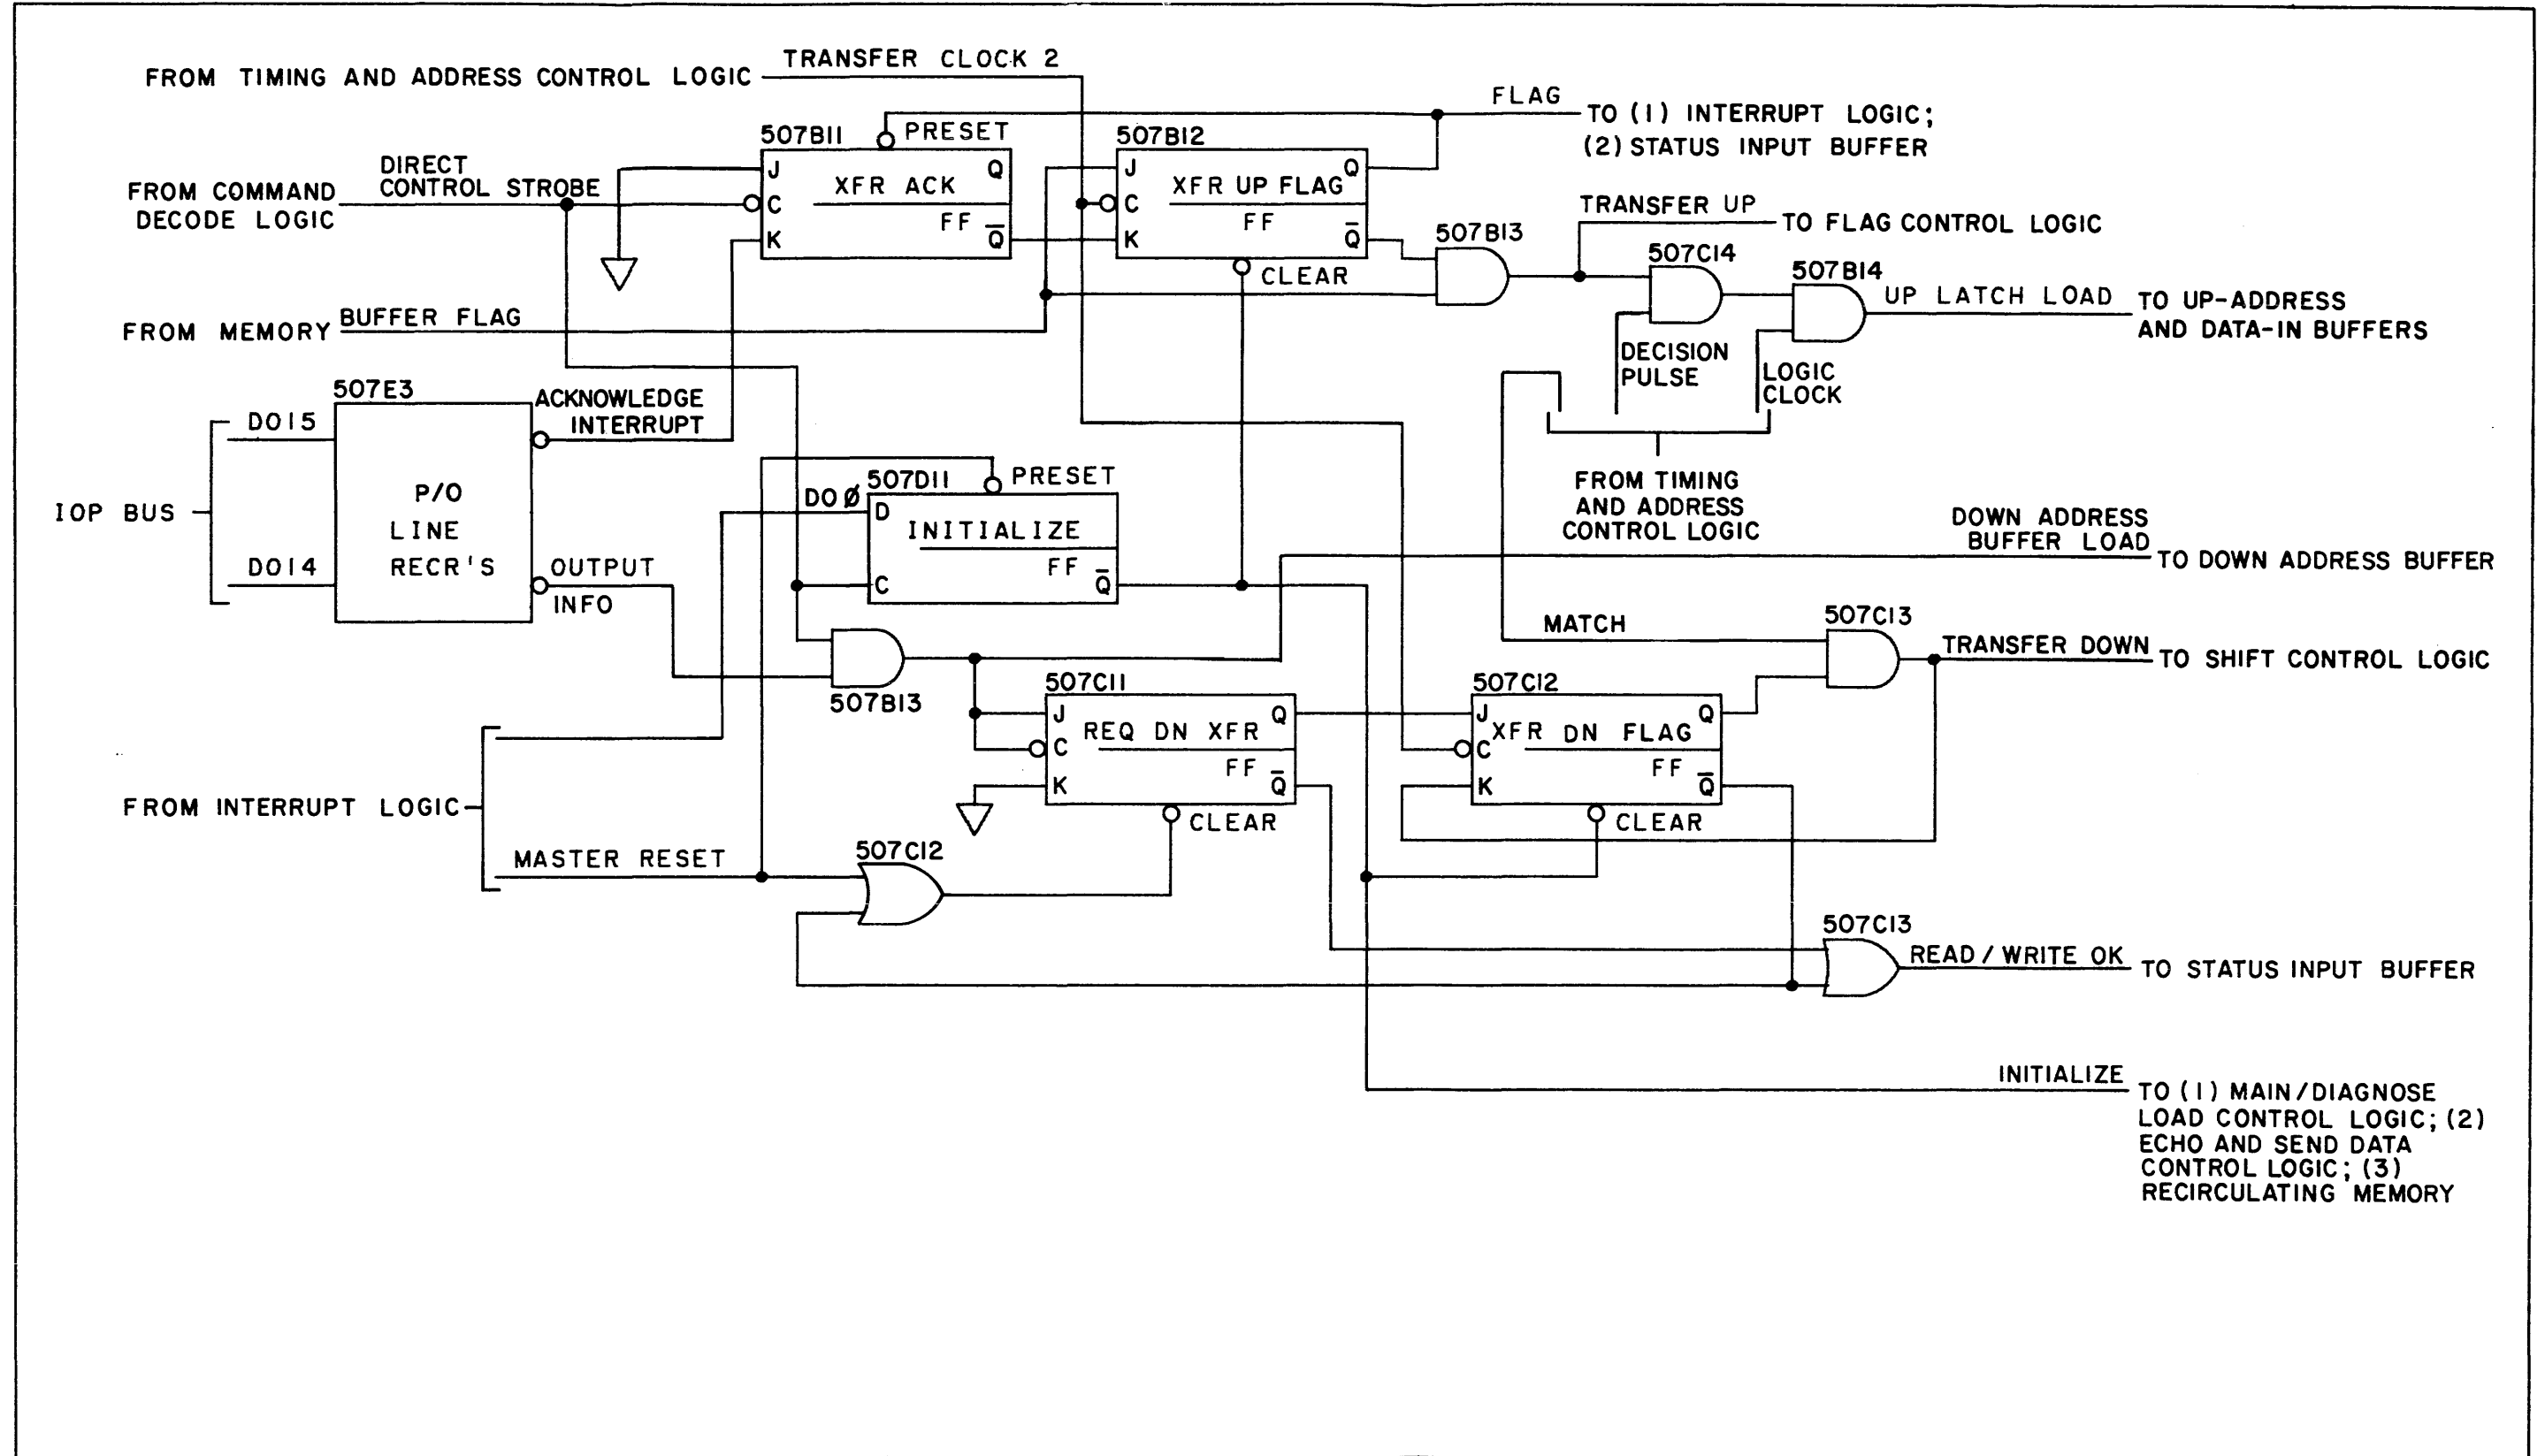 TRANSFER CLOCK 2
FROM TIMING AND ADDRESS CONTROL LOGIC
FLAG
TO (1) INTERRUPT LOGIC;
(2) STATUS INPUT BUFFER
507B11
PRESET
507B12
DIRECT
CONTROL STROBE
FROM COMMAND
DECODE LOGIC
J
Q
XFR ACK
C
FF
Q̅
K
J
Q
XFR UP FLAG
C
FF
Q̅
K
CLEAR
TRANSFER UP
TO FLAG CONTROL LOGIC
507B13
507C14
507B14
UP LATCH LOAD
TO UP-ADDRESS
AND DATA-IN BUFFERS
FROM MEMORY
BUFFER FLAG
DECISION
PULSE
LOGIC
CLOCK
507E3
ACKNOWLEDGE
INTERRUPT
DO15
IOP BUS
P/O
LINE
RECR'S
DO14
OUTPUT
INFO
507D11
PRESET
DOØ
D
INITIALIZE
FF
C
Q̅
FROM TIMING
AND ADDRESS
CONTROL LOGIC
DOWN ADDRESS
BUFFER LOAD
TO DOWN ADDRESS BUFFER
507B13
MATCH
507C13
TRANSFER DOWN
TO SHIFT CONTROL LOGIC
507C11
J
Q
REQ DN XFR
C
FF
K
Q̅
CLEAR
507C12
J
Q
XFR DN FLAG
C
FF
K
Q̅
CLEAR
FROM INTERRUPT LOGIC
MASTER RESET
507C12
507C13
READ / WRITE OK
TO STATUS INPUT BUFFER
INITIALIZE
TO (1) MAIN/DIAGNOSE
LOAD CONTROL LOGIC; (2)
ECHO AND SEND DATA
CONTROL LOGIC; (3)
RECIRCULATING MEMORY